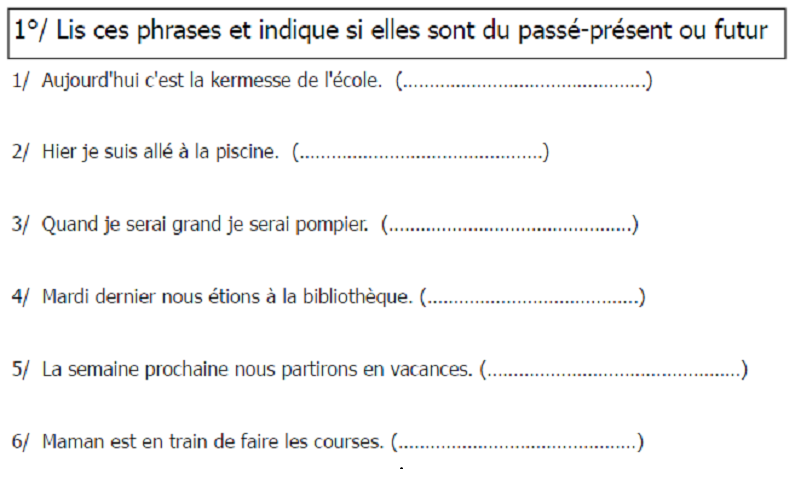 1°/ Lis ces phrases et indique si elles sont du passé-présent ou futur
1/ Aujourd'hui c'est la kermesse de l'école. (..............................................)
2/ Hier je suis allé à la piscine. (..............................................)
3/ Quand je serai grand je serai pompier. (..............................................)
4/ Mardi dernier nous étions à la bibliothèque. (........................................)
5/ La semaine prochaine nous partirons en vacances. (................................................)
6/ Maman est en train de faire les courses. (.............................................)